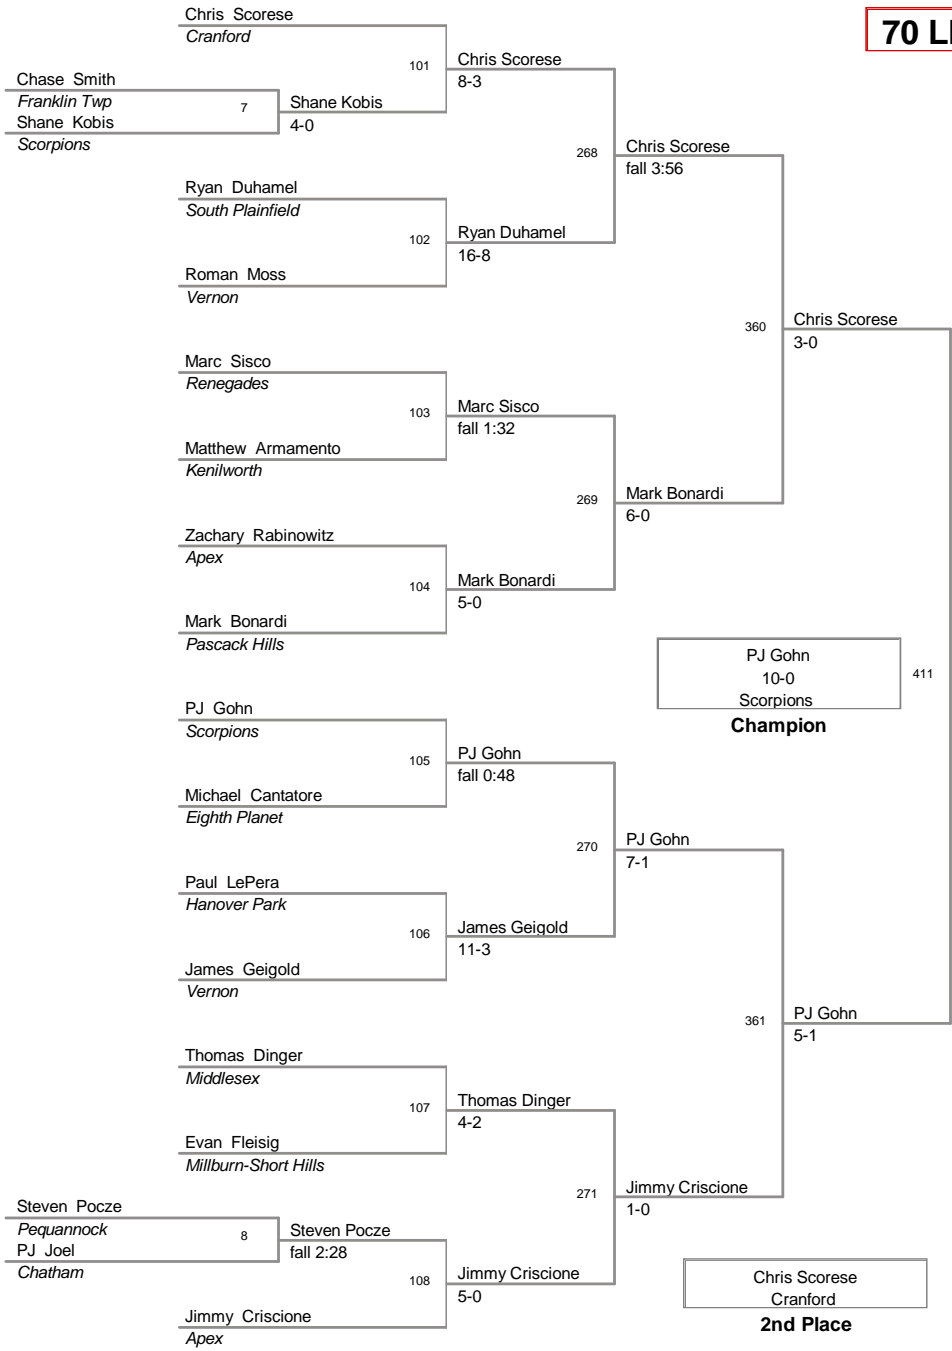 Chris Scorese
Cranford
70
101
Chris Scorese
8-3
Chase Smith
Franklin Twp
7
Shane Kobis
4-0
Shane Kobis
Scorpions
268
Chris Scorese
fall 3:56
Ryan Duhamel
South Plainfield
102
Ryan Duhamel
16-8
Roman Moss
Vernon
360
Chris Scorese
3-0
Marc Sisco
Renegades
103
Marc Sisco
fall 1:32
Matthew Armamento
Kenilworth
269
Mark Bonardi
6-0
Zachary Rabinowitz
Apex
104
Mark Bonardi
5-0
Mark Bonardi
Pascack Hills
PJ Gohn
10-0
Scorpions
411
Champion
PJ Gohn
Scorpions
105
PJ Gohn
fall 0:48
Michael Cantatore
Eighth Planet
270
PJ Gohn
7-1
Paul LePera
Hanover Park
106
James Geigold
11-3
James Geigold
Vernon
361
PJ Gohn
5-1
Thomas Dinger
Middlesex
107
Thomas Dinger
4-2
Evan Fleisig
Millburn-Short Hills
271
Jimmy Criscione
1-0
Steven Pocze
Pequannock
8
Steven Pocze
fall 2:28
PJ Joel
Chatham
108
Jimmy Criscione
5-0
Jimmy Criscione
Apex
Chris Scorese
Cranford
2nd Place